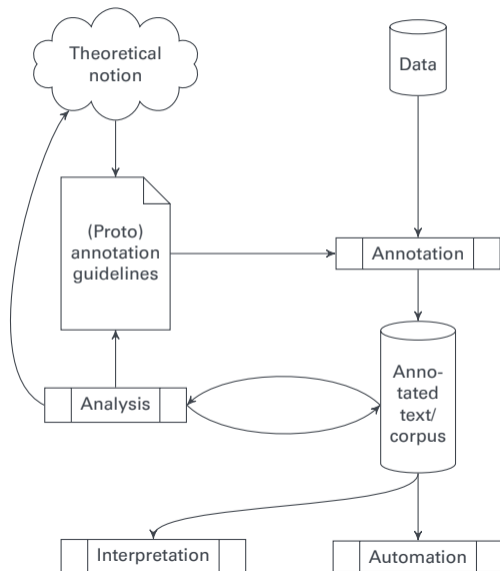 Theoretical
notion
Data
(Proto)
annotation
guidelines
Annotation
Anno-
tated
text/
corpus
Analysis
Interpretation
Automation